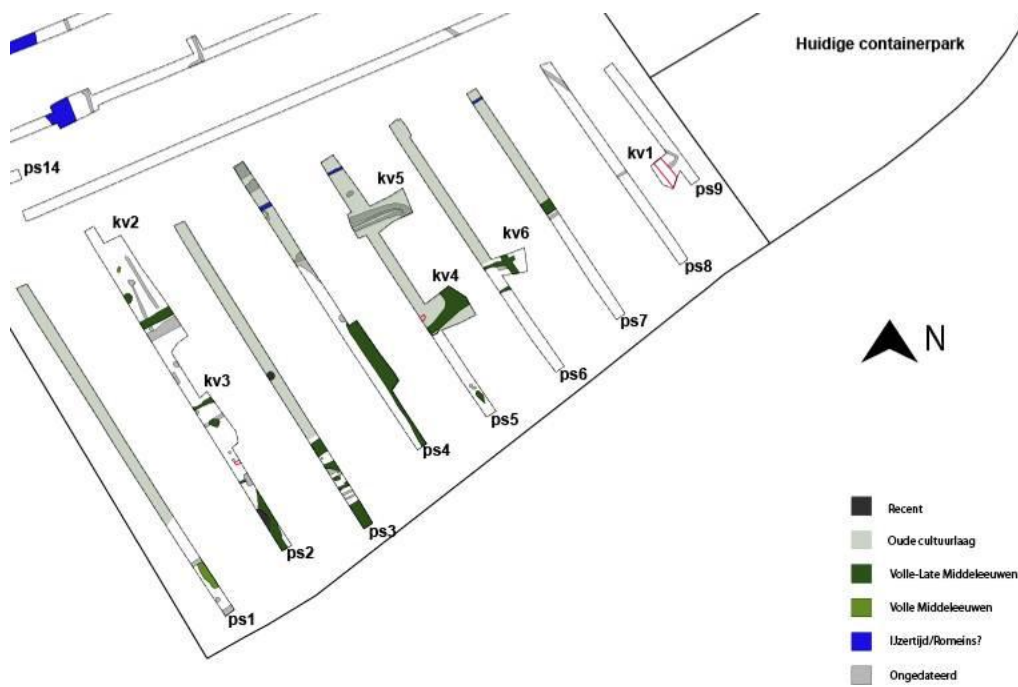 Huidige containerpark
ps14
kv1
ps9
kv5
kv2
kv6
ps8
kv4
ps7
N
kv3
ps6
ps5
ps4
ps3
ps2
ps1
Recent
Oude cultuurlaag
Volle-Late Middeleeuwen
Volle Middeleeuwen
IJzertijd/Romeins?
Ongedateerd